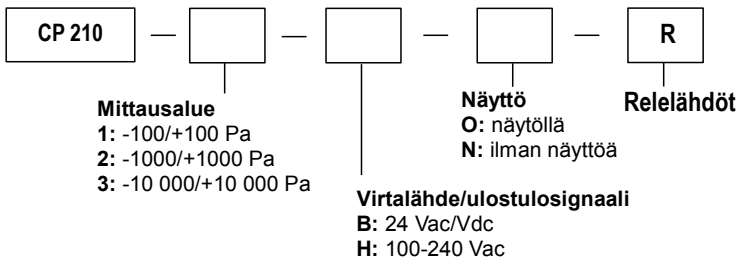 CP 210 — — — — R
Mittausalue
1: -100/+100 Pa
2: -1000/+1000 Pa
3: -10 000/+10 000 Pa
Virtalähde/ulostulosignaali
B: 24 Vac/Vdc
H: 100-240 Vac
Näyttö
O: näytöllä
N: ilman näyttöä
Relelähdöt